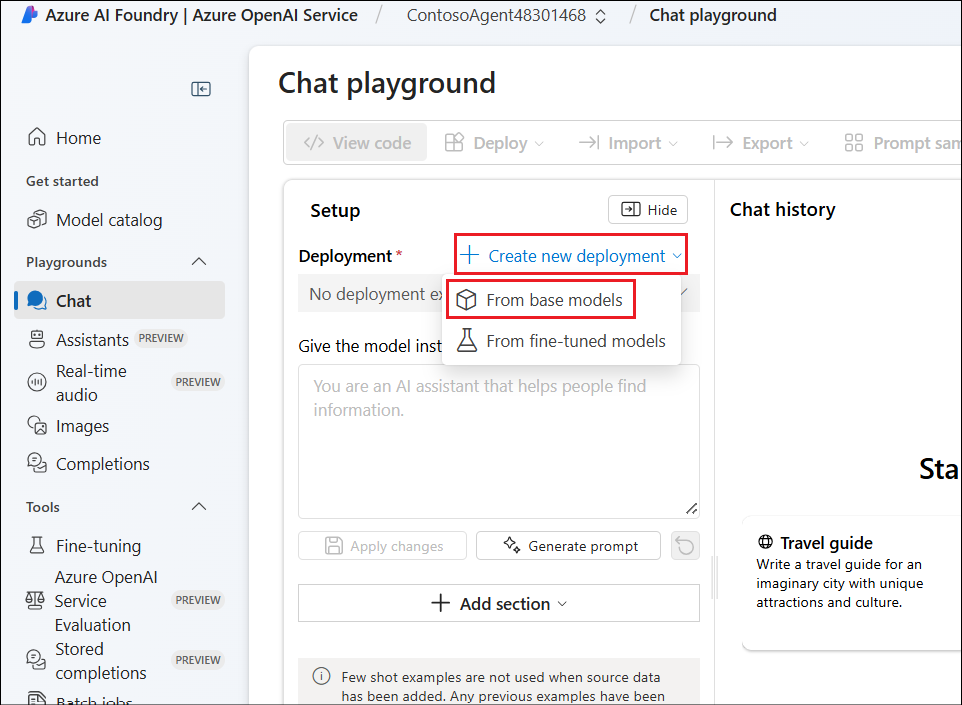 Azure AI Foundry | Azure OpenAI Service / ContosoAgent48301468 / Chat playground
Chat playground
Home
Get started
Model catalog
Playgrounds
Chat
Assistants PREVIEW
Real-time
audio
PREVIEW
Images
Completions
Tools
Fine-tuning
Azure OpenAI
Service
Evaluation
PREVIEW
Stored
completions
PREVIEW
Batch jobs
View code Deploy Import Export Prompt sam
Setup
Hide
Deployment *
Create new deployment
No deployment ex
From base models
From fine-tuned models
Give the model inst
You are an AI assistant that helps people find
information.
Apply changes
Generate prompt
Add section
Few shot examples are not used when source data
has been added. Any previous examples have been
Chat history
Sta
Travel guide
Write a travel guide for an
imaginary city with unique
attractions and culture.